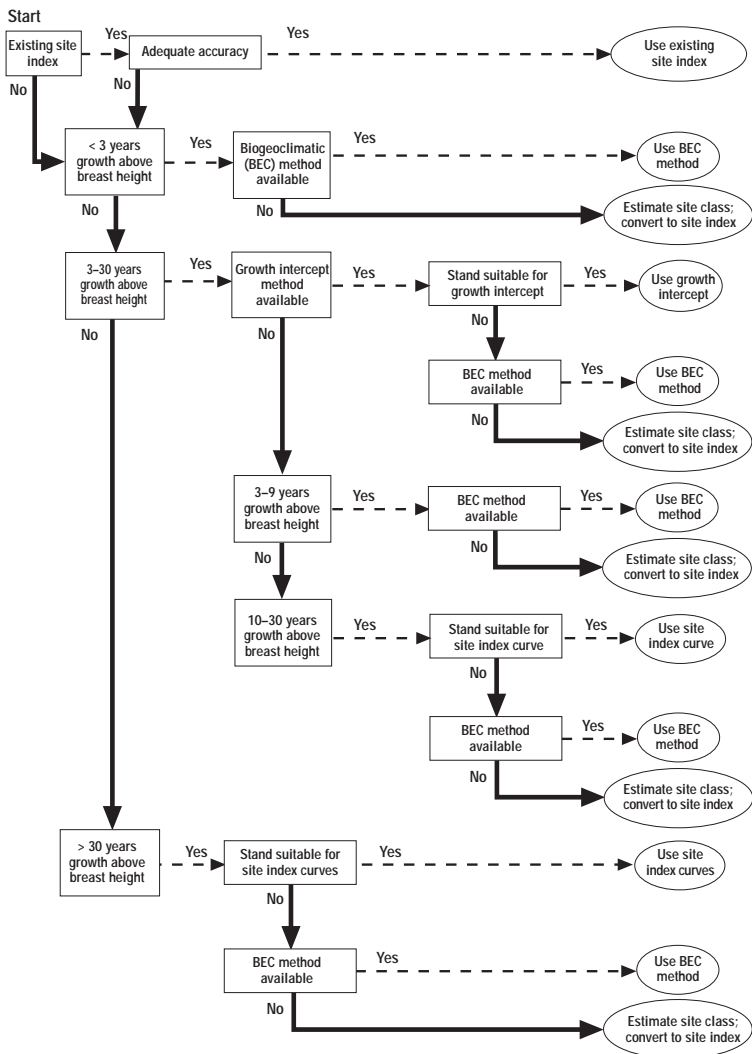 Start
Existing site
index
Yes
Adequate accuracy
Yes
Use existing
site index
No
No
< 3 years
growth above
breast height
Yes
Biogeoclimatic
(BEC) method
available
Yes
Use BEC
method
No
No
Estimate site class;
convert to site index
3–30 years
growth above
breast height
Yes
Growth intercept
method
available
Yes
Stand suitable for
growth intercept
Yes
Use growth
intercept
No
No
No
BEC method
available
Yes
Use BEC
method
No
Estimate site class;
convert to site index
3–9 years
growth above
breast height
Yes
BEC method
available
Yes
Use BEC
method
No
No
Estimate site class;
convert to site index
10–30 years
growth above
breast height
Yes
Stand suitable for
site index curve
Yes
Use site
index curve
No
BEC method
available
Yes
Use BEC
method
No
Estimate site class;
convert to site index
> 30 years
growth above
breast height
Yes
Stand suitable for
site index curves
Yes
Use site
index curves
No
BEC method
available
Yes
Use BEC
method
No
Estimate site class;
convert to site index